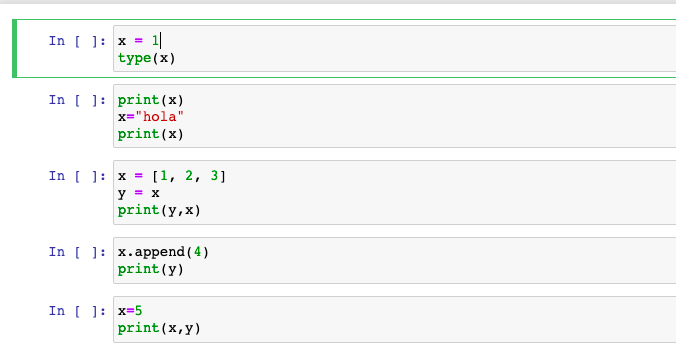 In [ ]: x = 1
type(x)
In [ ]: print(x)
x="hola"
print(x)
In [ ]: x = [1, 2, 3]
y = x
print(y,x)
In [ ]: x.append(4)
print(y)
In [ ]: x=5
print(x,y)